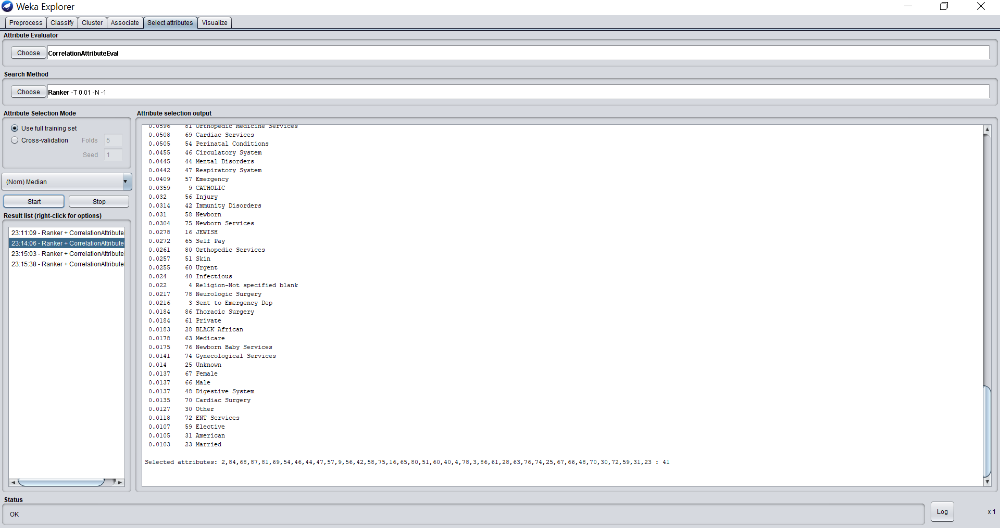 Weka Explorer
Preprocess Classify Cluster Associate Select attributes Visualize
Attribute Evaluator
Choose CorrelationAttributeEval
Search Method
Choose Ranker -T 0.01 -N -1
Attribute Selection Mode
Use full training set
Cross-validation Folds 5
Seed 1
(Nom) Median
Start Stop
Result list (right-click for options)
23:11:09 - Ranker + CorrelationAttribute
23:14:06 - Ranker + CorrelationAttribute
23:15:03 - Ranker + CorrelationAttribute
23:15:38 - Ranker + CorrelationAttribute
Attribute selection output
0.0596 81 Orthopedic Medicine Services
0.0508 69 Cardiac Services
0.0505 54 Perinatal Conditions
0.0455 46 Circulatory System
0.0445 44 Mental Disorders
0.0442 47 Respiratory System
0.0409 57 Emergency
0.0359 9 CATHOLIC
0.032 56 Injury
0.0314 42 Immunity Disorders
0.031 58 Newborn
0.0304 75 Newborn Services
0.0278 16 JEWISH
0.0272 65 Self Pay
0.0261 80 Orthopedic Services
0.0257 51 Skin
0.0255 60 Urgent
0.024 40 Infectious
0.022 4 Religion-Not specified blank
0.0217 78 Neurologic Surgery
0.0216 3 Sent to Emergency Dep
0.0184 86 Thoracic Surgery
0.0184 61 Private
0.0183 28 BLACK African
0.0178 63 Medicare
0.0175 76 Newborn Baby Services
0.0141 74 Gynecological Services
0.014 25 Unknown
0.0137 67 Female
0.0137 66 Male
0.0137 48 Digestive System
0.0135 70 Cardiac Surgery
0.0127 30 Other
0.0118 72 ENT Services
0.0107 59 Elective
0.0105 31 American
0.0103 23 Married
Selected attributes: 2,84,68,87,81,69,54,46,44,47,57,9,56,42,58,75,16,65,80,51,60,40,4,78,3,86,61,28,63,76,74,25,67,66,48,70,30,72,59,31,23 : 41
Status
OK
Log
x 1